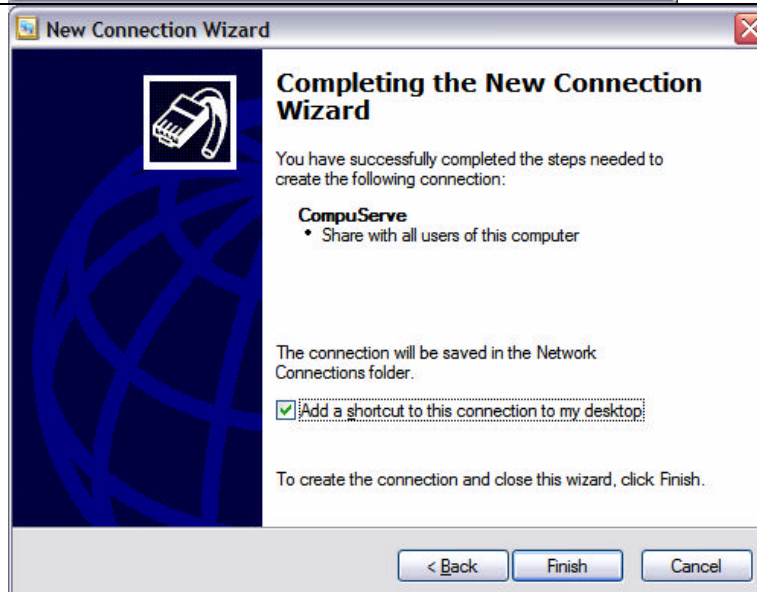 New Connection Wizard
Completing the New Connection
Wizard
You have successfully completed the steps needed to
create the following connection:
CompuServe
• Share with all users of this computer
The connection will be saved in the Network
Connections folder.
Add a shortcut to this connection to my desktop
To create the connection and close this wizard, click Finish.
< Back
Finish
Cancel